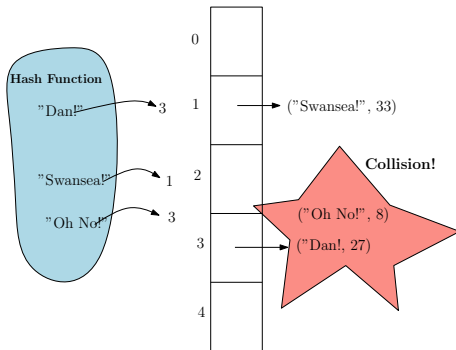 Hash Function
"Dan!"
3
"Swansea!"
1
"Oh No!"
3
0
1
2
3
4
("Swansea!", 33)
Collision!
("Oh No!", 8)
("Dan!, 27)